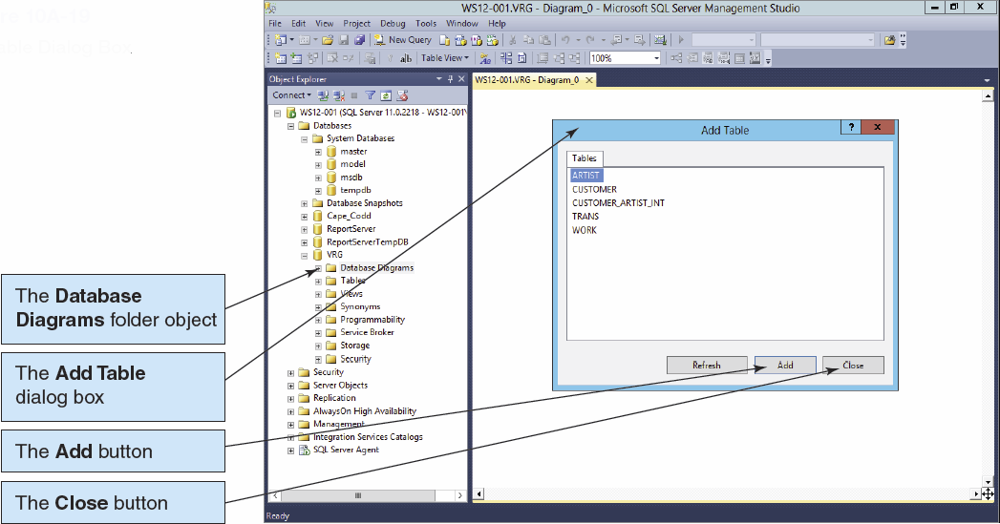 re 10A-19
able Dialog Box
WS12-001.VRG - Diagram_0 - Microsoft SQL Server Management Studio
File Edit View Project Debug Tools Window Help
New Query
Table View
100%
Object Explorer
WS12-001.VRG - Diagram_0
Connect
WS12-001 (SQL Server 11.0.2218 - WS12-001\
Databases
System Databases
master
model
msdb
tempdb
Database Snapshots
Cape_Codd
ReportServer
ReportServerTempDB
VRG
Database Diagrams
Tables
Views
Synonyms
Programmability
Service Broker
Storage
Security
Security
Server Objects
Replication
AlwaysOn High Availability
Management
Integration Services Catalogs
SQL Server Agent
Ready
Add Table
?
Tables
ARTIST
CUSTOMER
CUSTOMER_ARTIST_INT
TRANS
WORK
Refresh Add Close
The Database
Diagrams folder object
The Add Table
dialog box
The Add button
The Close button